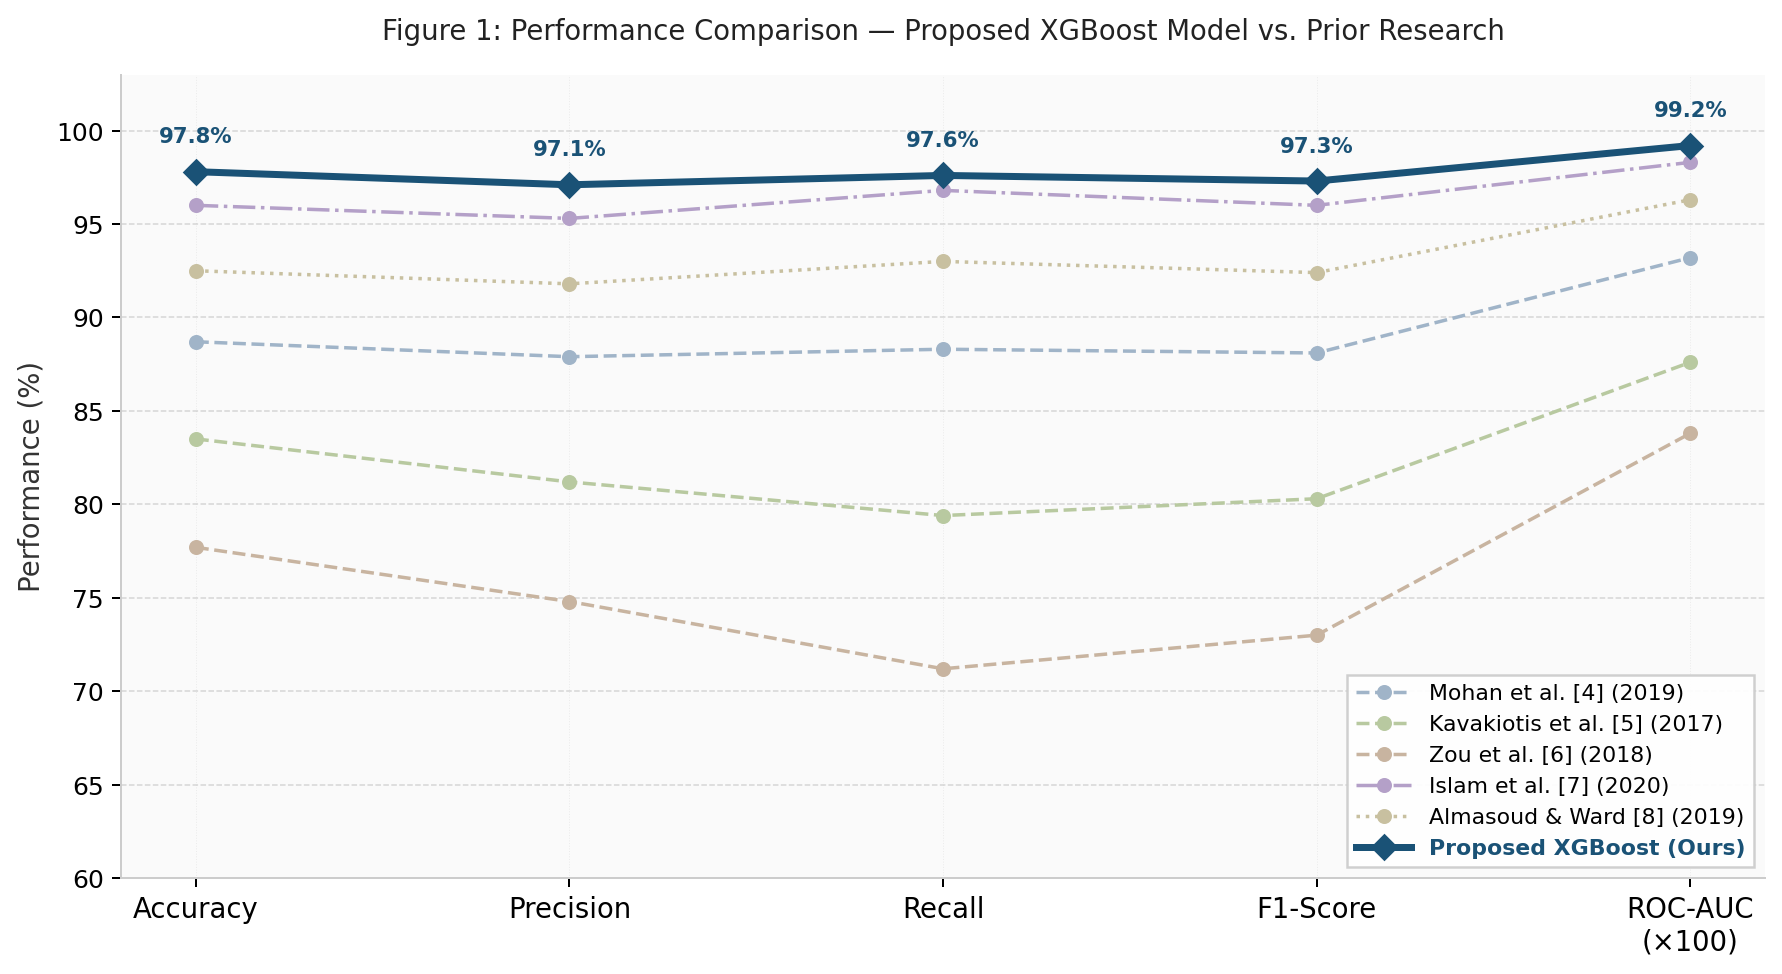 Figure 1: Performance Comparison — Proposed XGBoost Model vs. Prior Research
Performance (%)
100
95
90
85
80
75
70
65
60
97.8%
97.1%
97.6%
97.3%
99.2%
Mohan et al. [4] (2019)
Kavakiotis et al. [5] (2017)
Zou et al. [6] (2018)
Islam et al. [7] (2020)
Almasoud & Ward [8] (2019)
Proposed XGBoost (Ours)
Accuracy
Precision
Recall
F1-Score
ROC-AUC
(×100)